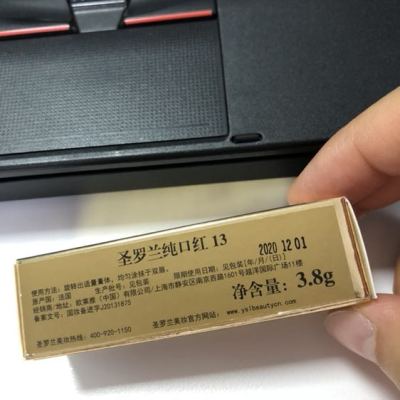 圣罗兰纯口红 13
2020 12 01
使用方法：旋转出适量膏体，均匀涂抹于双唇。
原产国：法国 生产批号：见包装 限期使用日期：见包装[年/月/(日)]
经销商：欧莱雅（中国）有限公司/上海市静安区南京西路1601号越洋国际广场11楼
备案文号：国妆备进字J20131875
净含量：3.8g
圣罗兰美妆热线：400-920-1150
圣罗兰美妆官方网站：www.yslbeautycn.com